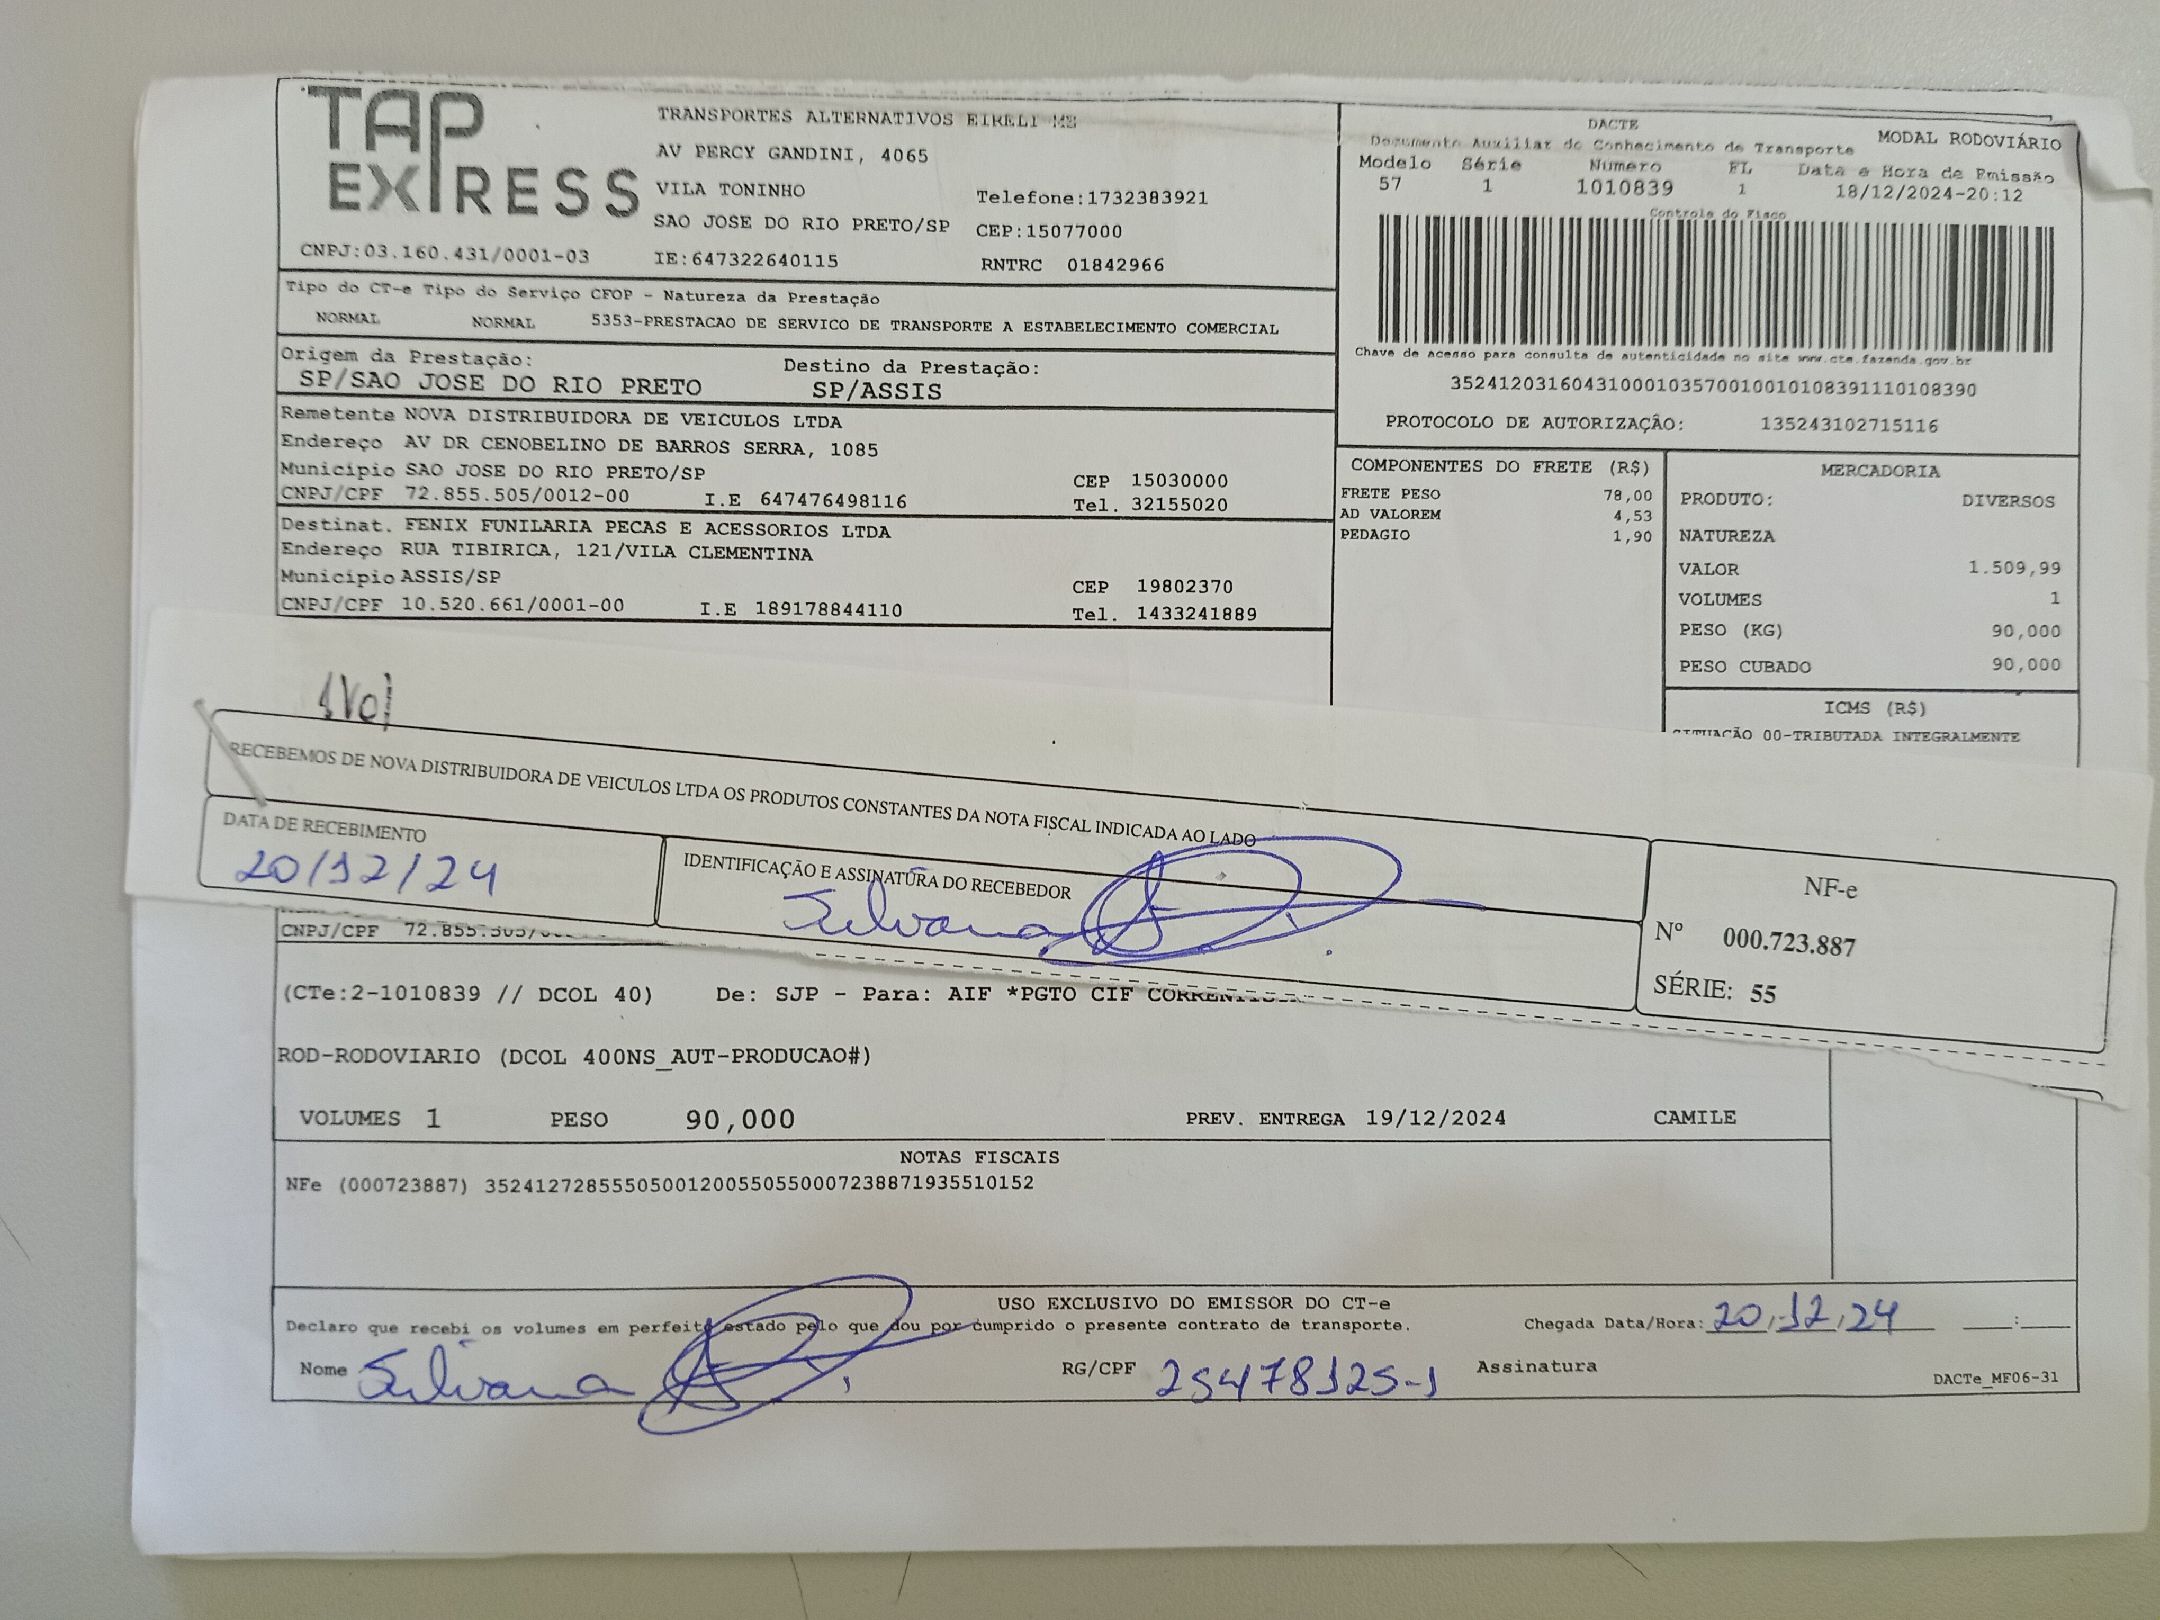 TAP EXPRESS
TRANSPORTES ALTERNATIVOS EIRELI ME
AV PERCY GANDINI, 4065
VILA TONINHO Telefone:1732383921
SAO JOSE DO RIO PRETO/SP CEP:15077000
CNPJ:03.160.431/0001-03 IE:647322640115 RNTRC 01842966
DACTE
Documento Auxiliar do Conhecimento de Transporte MODAL RODOVIÁRIO
Modelo Série Número FL Data e Hora de Emissão
57 1 1010839 1 18/12/2024-20:12
Controle do Fisco
Chave de acesso para consulta de autenticidade no site www.cte.fazenda.gov.br
35241203160431000103570010010108391110108390
PROTOCOLO DE AUTORIZAÇÃO: 135243102715116
Tipo do CT-e Tipo do Serviço CFOP - Natureza da Prestação
NORMAL NORMAL 5353-PRESTACAO DE SERVICO DE TRANSPORTE A ESTABELECIMENTO COMERCIAL
Origem da Prestação: Destino da Prestação:
SP/SAO JOSE DO RIO PRETO SP/ASSIS
Remetente NOVA DISTRIBUIDORA DE VEICULOS LTDA
Endereço AV DR CENOBELINO DE BARROS SERRA, 1085
Município SAO JOSE DO RIO PRETO/SP CEP 15030000
CNPJ/CPF 72.855.505/0012-00 I.E 647476498116 Tel. 32155020
Destinat. FENIX FUNILARIA PECAS E ACESSORIOS LTDA
Endereço RUA TIBIRICA, 121/VILA CLEMENTINA
Município ASSIS/SP CEP 19802370
CNPJ/CPF 10.520.661/0001-00 I.E 189178844110 Tel. 1433241889
COMPONENTES DO FRETE (R$)
FRETE PESO 78,00
AD VALOREM 4,53
PEDAGIO 1,90
MERCADORIA
PRODUTO: DIVERSOS
NATUREZA
VALOR 1.509,99
VOLUMES 1
PESO (KG) 90,000
PESO CUBADO 90,000
ICMS (R$)
SITUAÇÃO 00-TRIBUTADA INTEGRALMENTE
1Vol
RECEBEMOS DE NOVA DISTRIBUIDORA DE VEICULOS LTDA OS PRODUTOS CONSTANTES DA NOTA FISCAL INDICADA AO LADO
DATA DE RECEBIMENTO
20/12/24
IDENTIFICAÇÃO E ASSINATURA DO RECEBEDOR
Silvana
NF-e
Nº 000.723.887
SÉRIE: 55
CNPJ/CPF 72.855.505/
(CTe:2-1010839 // DCOL 40) De: SJP - Para: AIF *PGTO CIF
ROD-RODOVIARIO (DCOL 400NS_AUT-PRODUCAO#)
VOLUMES 1 PESO 90,000 PREV. ENTREGA 19/12/2024 CAMILE
NOTAS FISCAIS
NFe (000723887) 35241272855505001200550550007238871935510152
USO EXCLUSIVO DO EMISSOR DO CT-e
Declaro que recebi os volumes em perfeito estado pelo que dou por cumprido o presente contrato de transporte. Chegada Data/Hora: 20,12,24 :
Nome Silvana RG/CPF 25478125-1 Assinatura
DACTe_MF06-31